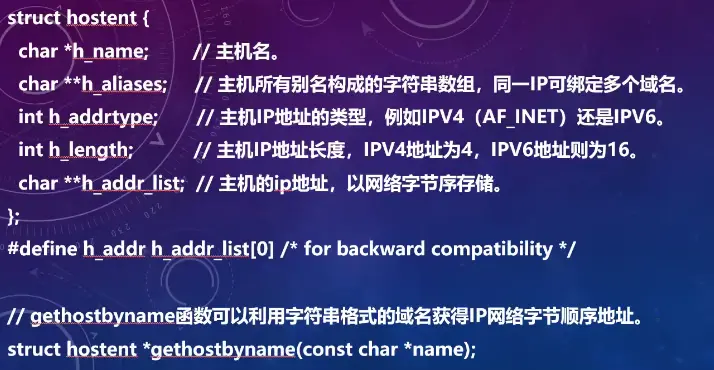 struct hostent {
char *h_name; // 主机名。
char **h_aliases; // 主机所有别名构成的字符串数组，同一IP可绑定多个域名。
int h_addrtype; // 主机IP地址的类型，例如IPV4（AF_INET）还是IPV6。
int h_length; // 主机IP地址长度，IPV4地址为4，IPV6地址则为16。
char **h_addr_list; // 主机的ip地址，以网络字节序存储。
};
#define h_addr h_addr_list[0] /* for backward compatibility */
// gethostbyname函数可以利用字符串格式的域名获得IP网络字节顺序地址。
struct hostent *gethostbyname(const char *name);